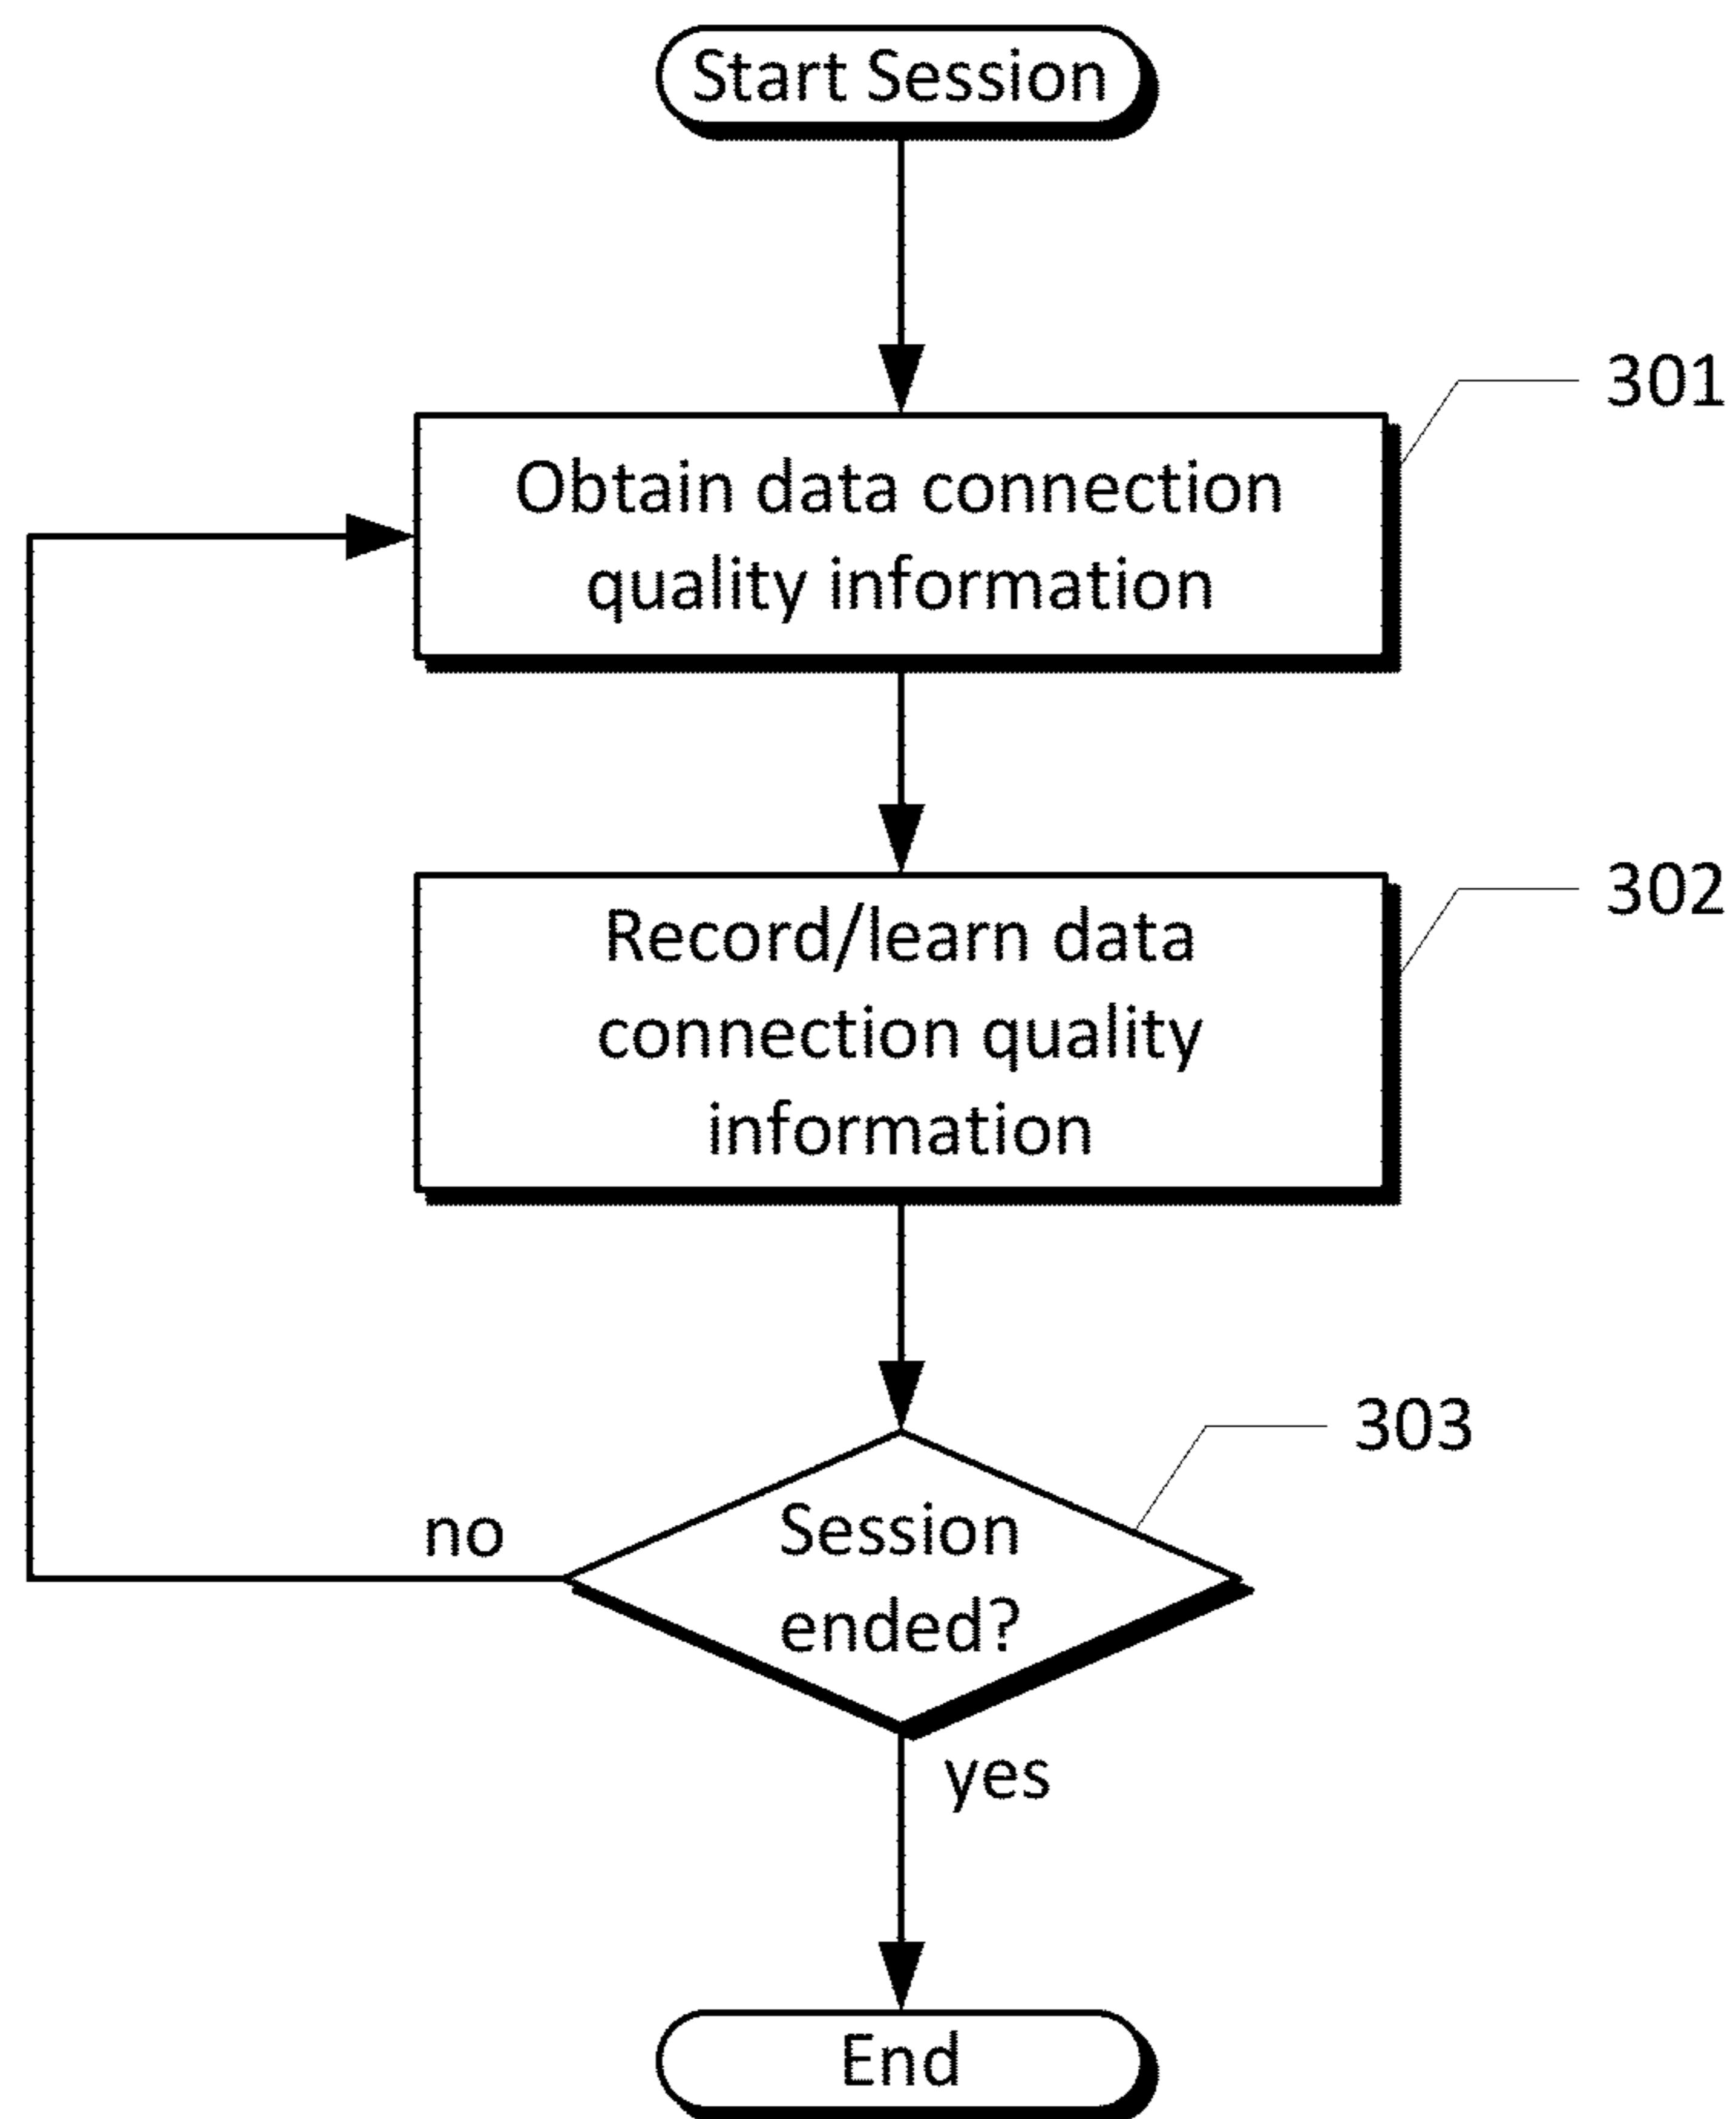 Start Session
301
Obtain data connection
quality information
302
Record/learn data
connection quality
information
303
Session
ended?
no
yes
End